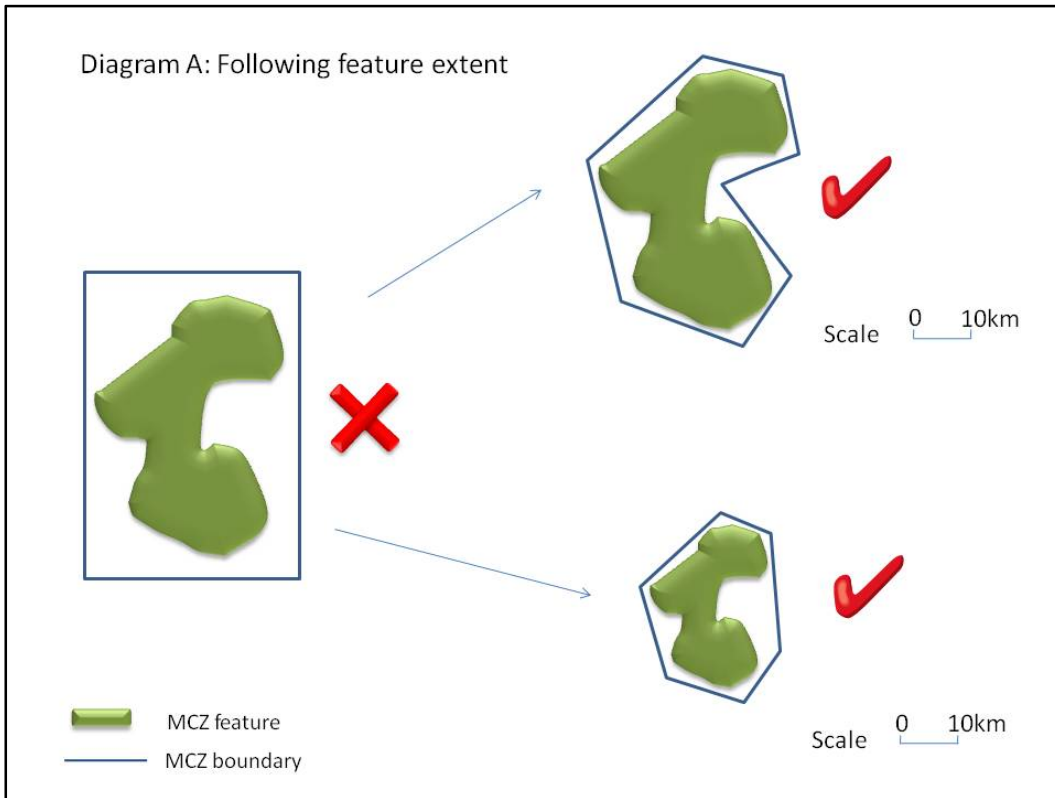 Diagram A: Following feature extent
Scale 0 10km
MCZ feature
MCZ boundary
Scale 0 10km